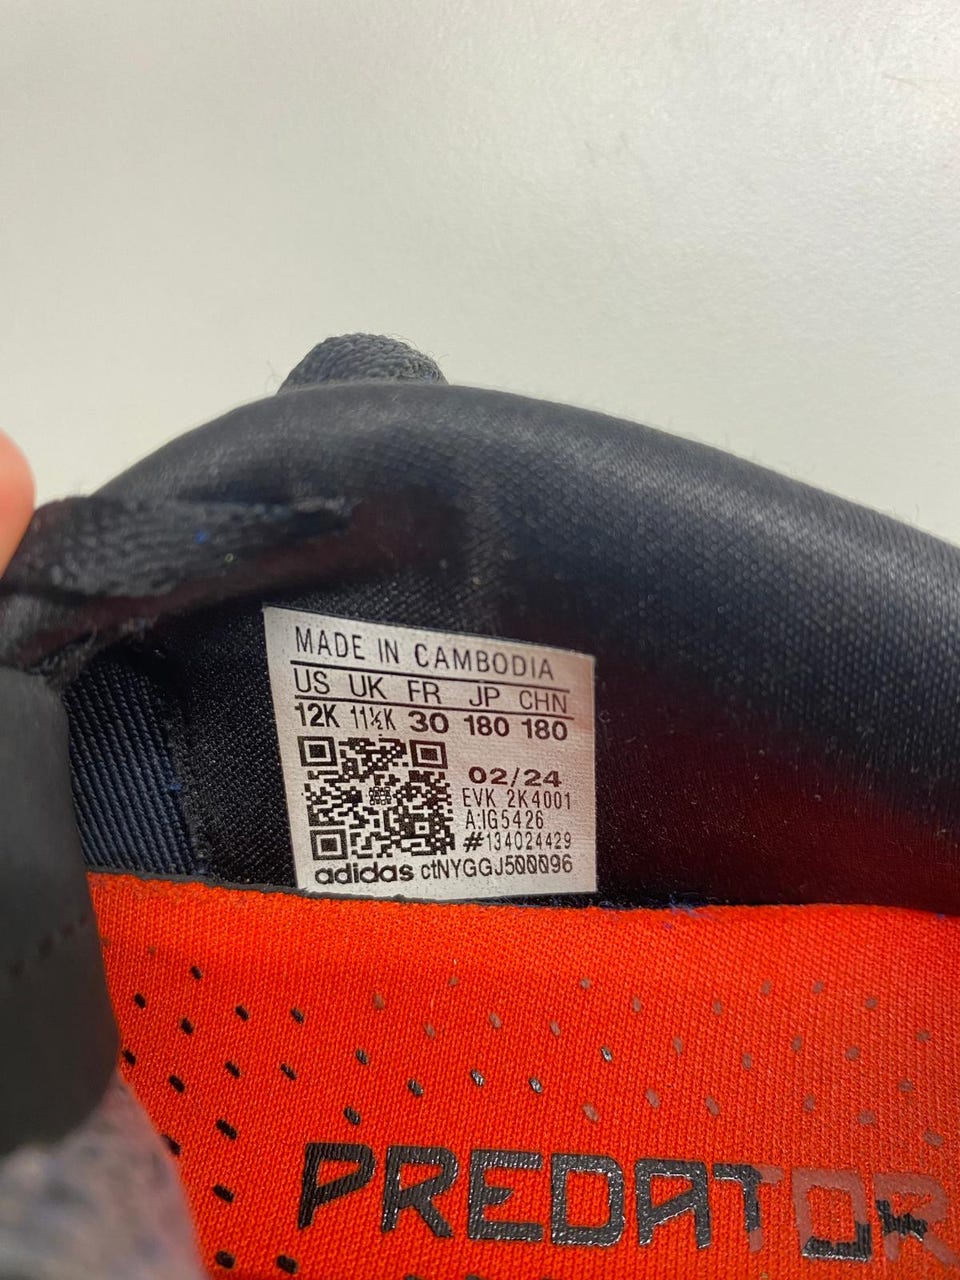 MADE IN CAMBODIA
US UK FR JP CHN
12K 11½K 30 180 180
02/24
EVK 2K4001
A:IG5426
#134024429
adidas ctNYGGJ500096
PREDATOR